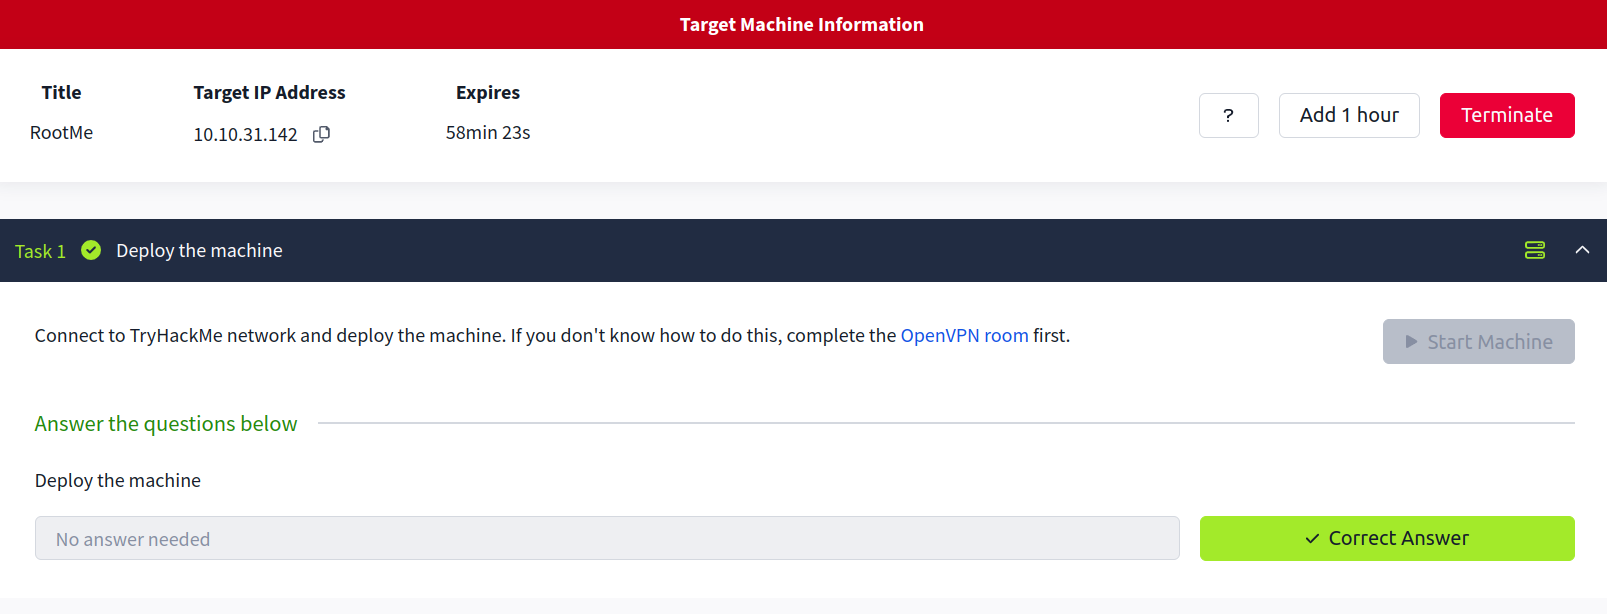 Target Machine Information
Title Target IP Address Expires
RootMe 10.10.31.142 58min 23s
? Add 1 hour Terminate
Task 1 Deploy the machine
Connect to TryHackMe network and deploy the machine. If you don't know how to do this, complete the OpenVPN room first.
Start Machine
Answer the questions below
Deploy the machine
No answer needed
Correct Answer